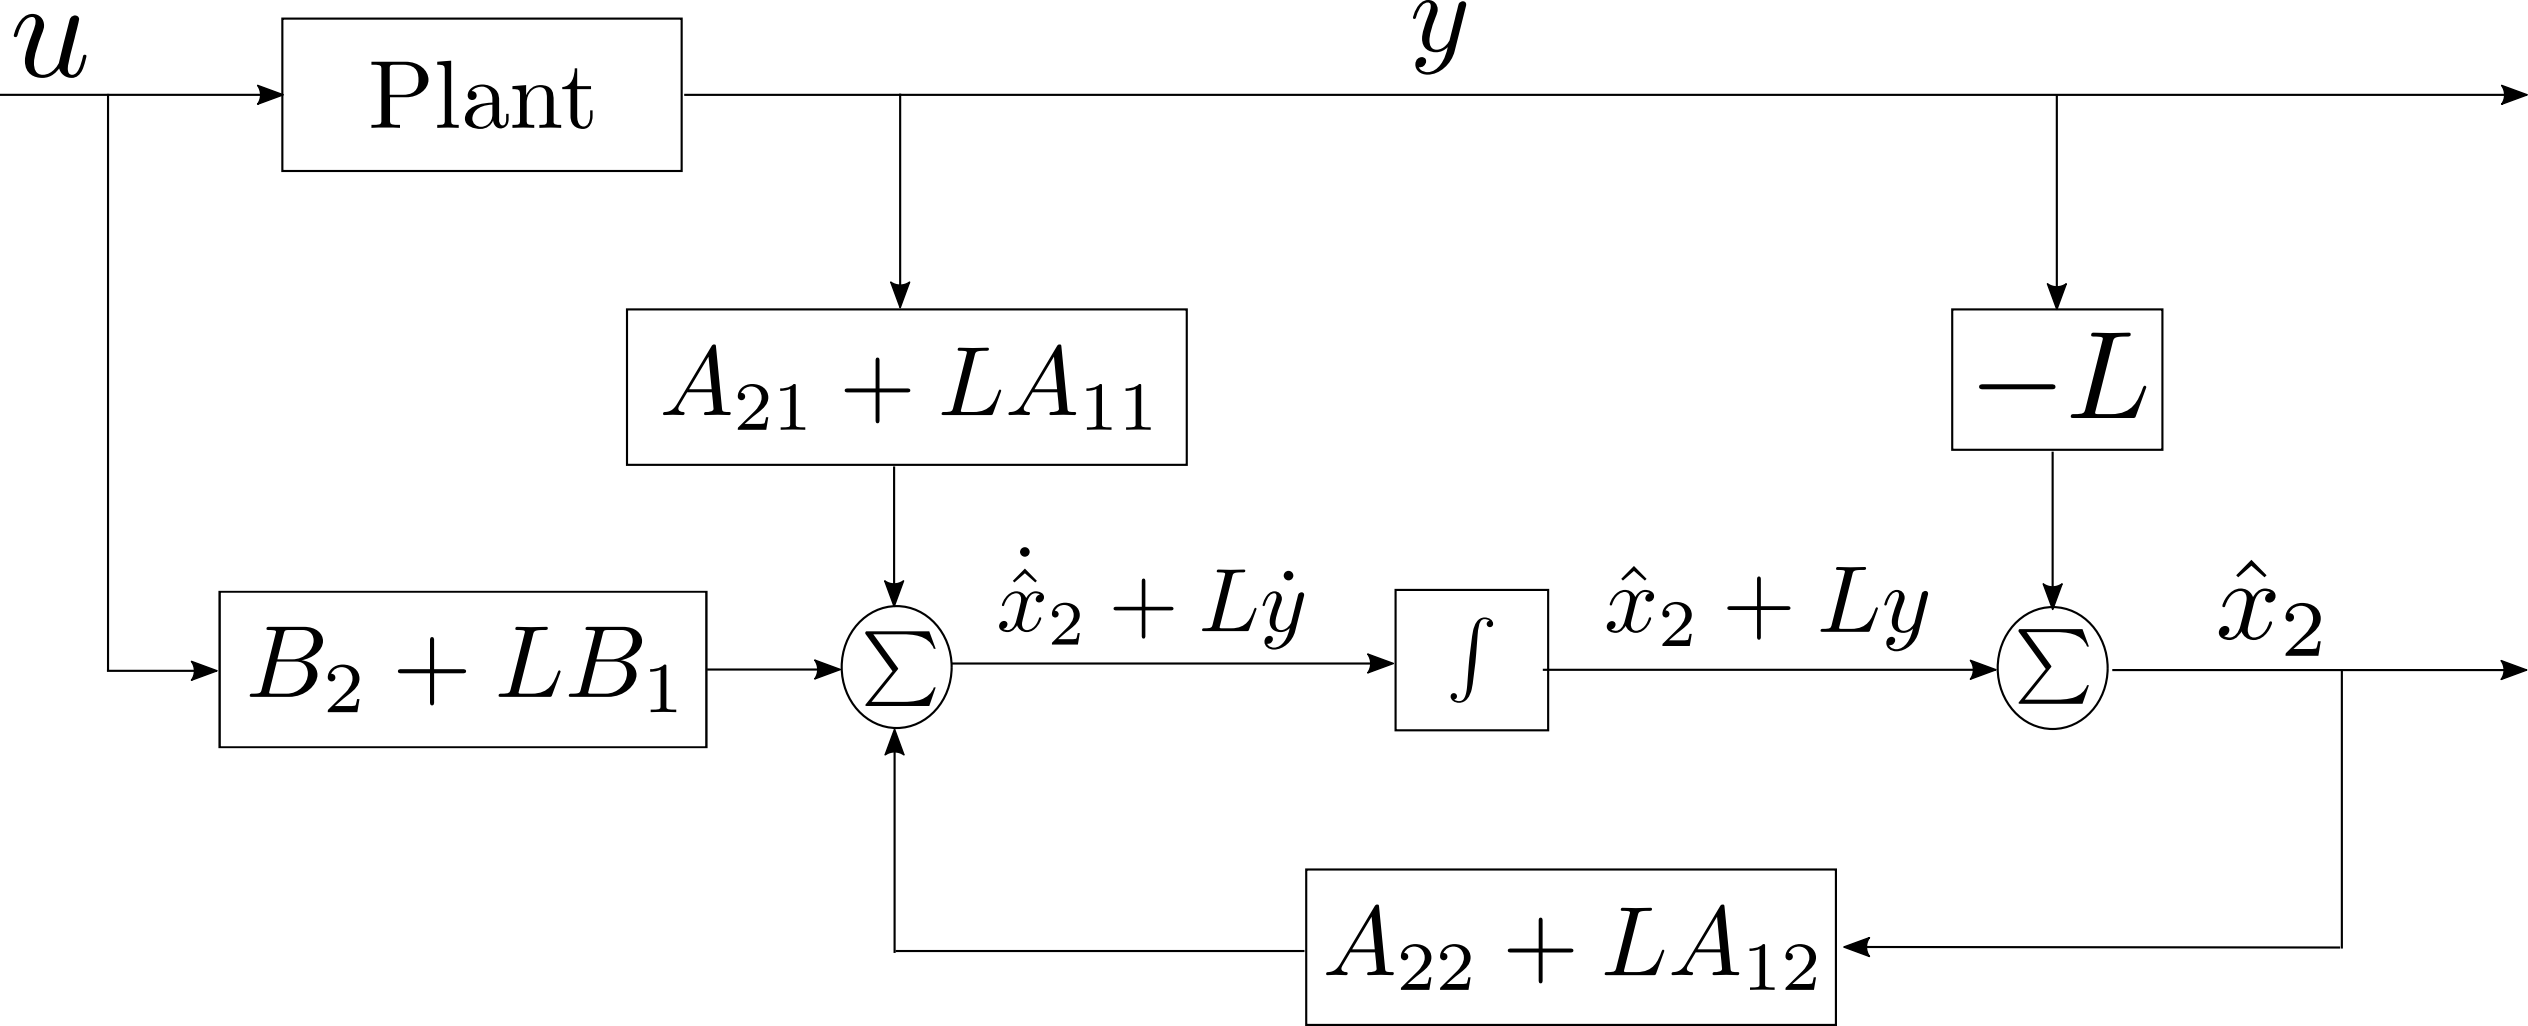 u
y
Plant
A₂₁ + LA₁₁
−L
B₂ + LB₁
∑
x̂̇₂ + Lẏ
∫
x̂₂ + Ly
∑
x̂₂
A₂₂ + LA₁₂